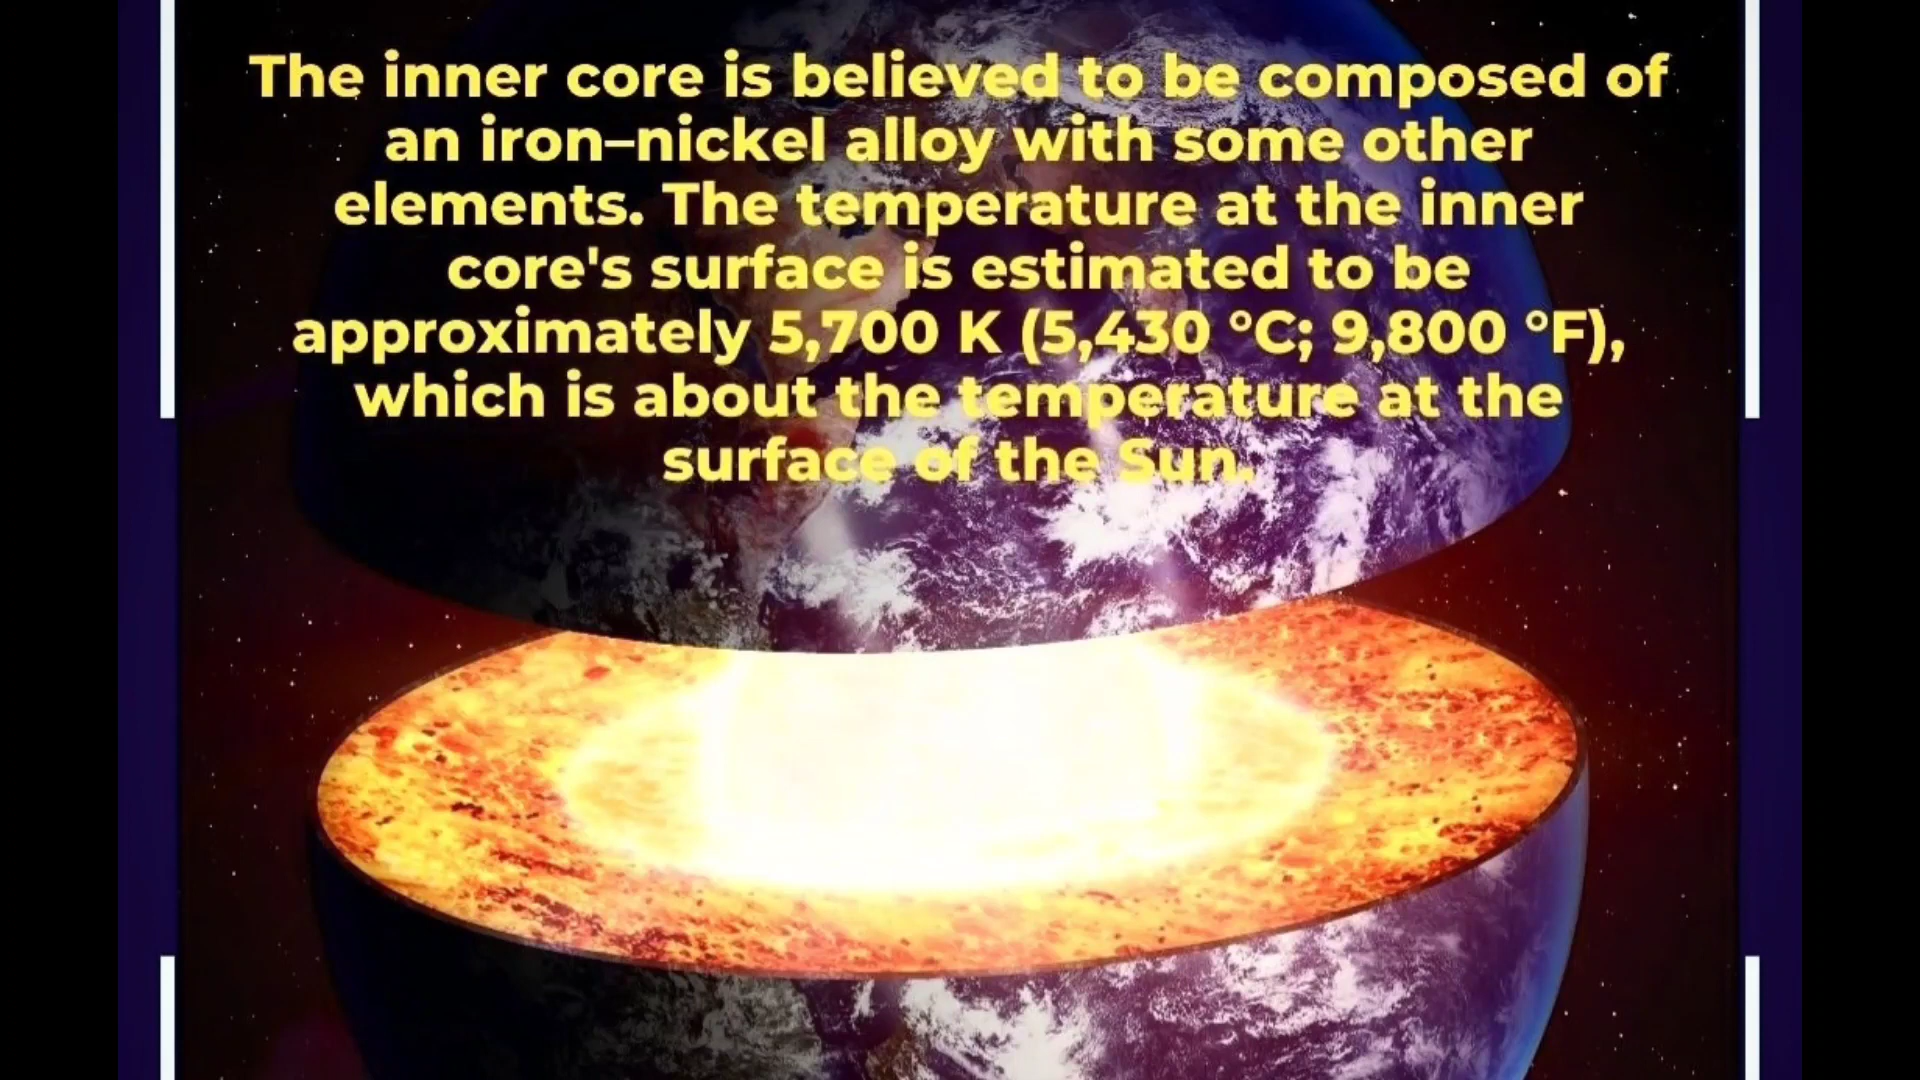 The inner core is believed to be composed of
an iron–nickel alloy with some other
elements. The temperature at the inner
core's surface is estimated to be
approximately 5,700 K (5,430 °C; 9,800 °F),
which is about the temperature at the
surface of the Sun.